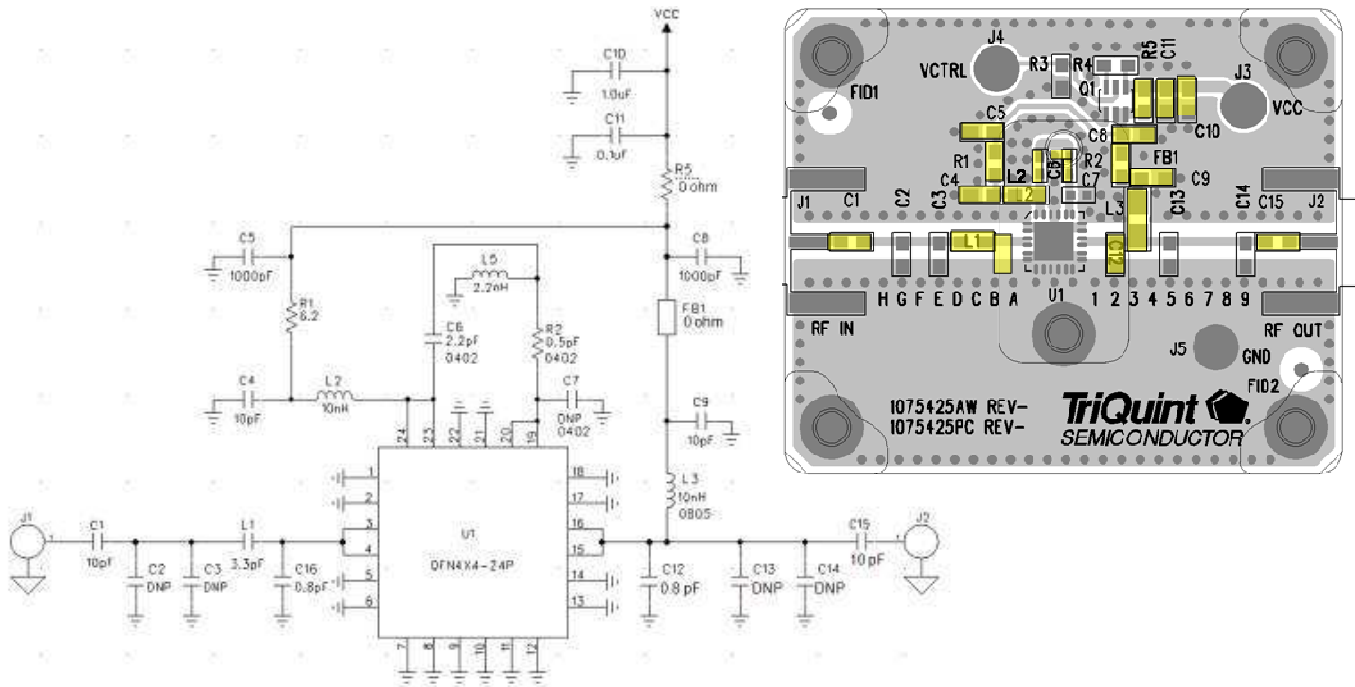 VCC
C10
1.0uF
C11
0.1uF
R5
0 ohm
C5
1000pF
C8
1000pF
L5
2.2nH
R1
6.2
C6
2.2pF
0402
R2
0.5pF
0402
FB1
0 ohm
C4
10pF
L2
10nH
C7
DNP
0402
C9
10pF
24
23
22
21
20
19
L3
10nH
0805
1
2
3
4
5
6
18
17
16
15
14
13
U1
QFN4X4-24P
7
8
9
10
11
12
J1
1
C1
10pF
C2
DNP
C3
DNP
L1
3.3pF
C16
0.8pF
C12
0.8 pF
C13
DNP
C14
DNP
C15
10 pF
1
J2
J4
VCTRL
R3
R4
R5
C11
J3
VCC
FID1
Q1
C10
C5
C8
R1
C6
R2
FB1
C4
L2
L2
C7
C9
J1
C1
C2
C3
L3
C13
C14
C15
J2
L1
C12
H G F E D C B A
U1
1 2 3 4 5 6 7 8 9
RF IN
RF OUT
J5
GND
FID2
1075425AW REV-
1075425PC REV-
TriQuint
SEMICONDUCTOR